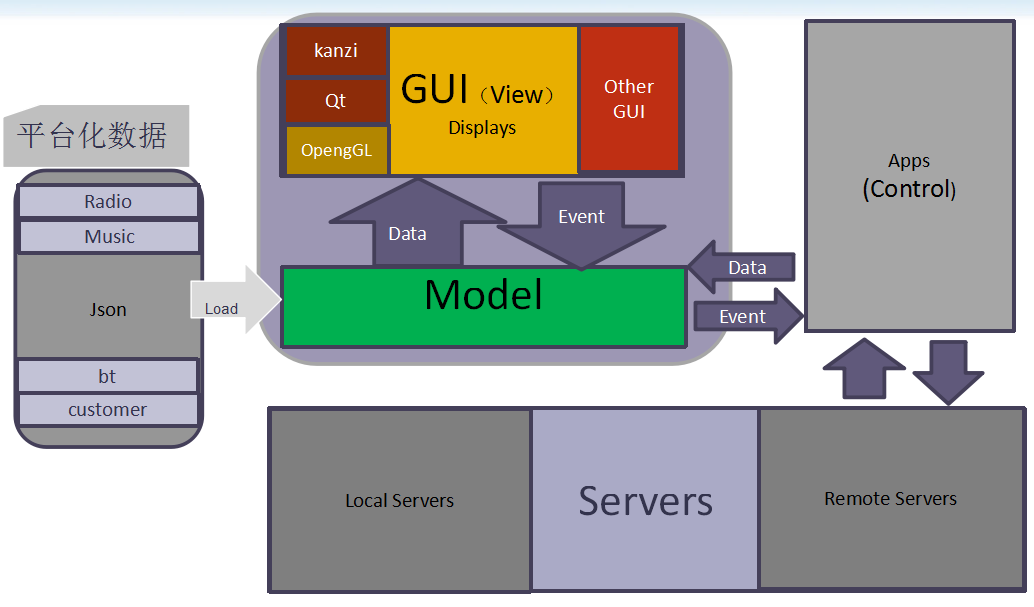 kanzi
Qt
OpengGL
GUI（View）
Displays
Other
GUI
Apps
(Control)
平台化数据
Radio
Music
Json
bt
customer
Load
Data
Event
Model
Data
Event
Local Servers
Servers
Remote Servers